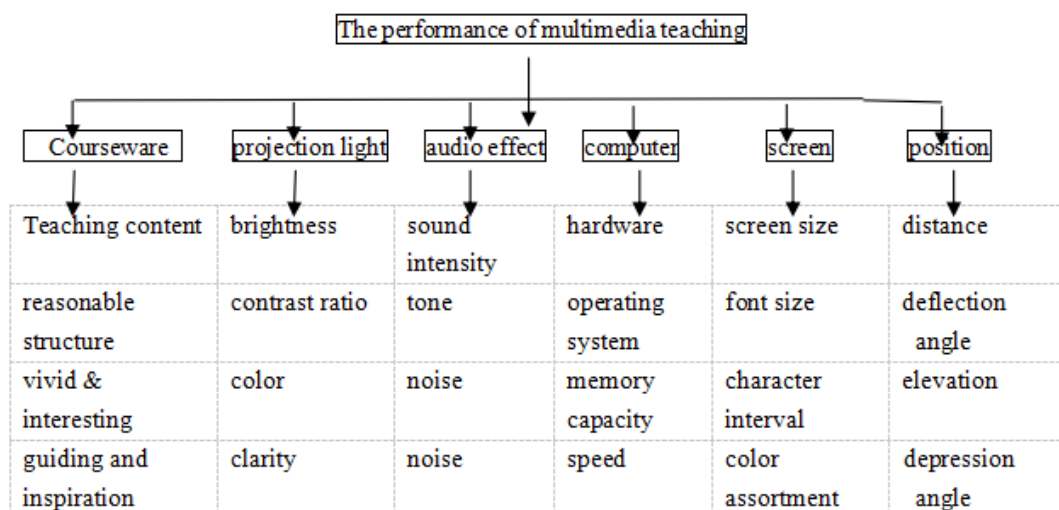 The performance of multimedia teaching
Courseware projection light audio effect computer screen position
Teaching content brightness sound intensity hardware screen size distance
reasonable structure contrast ratio tone operating system font size deflection angle
vivid & interesting color noise memory capacity character interval elevation
guiding and inspiration clarity noise speed color assortment depression angle